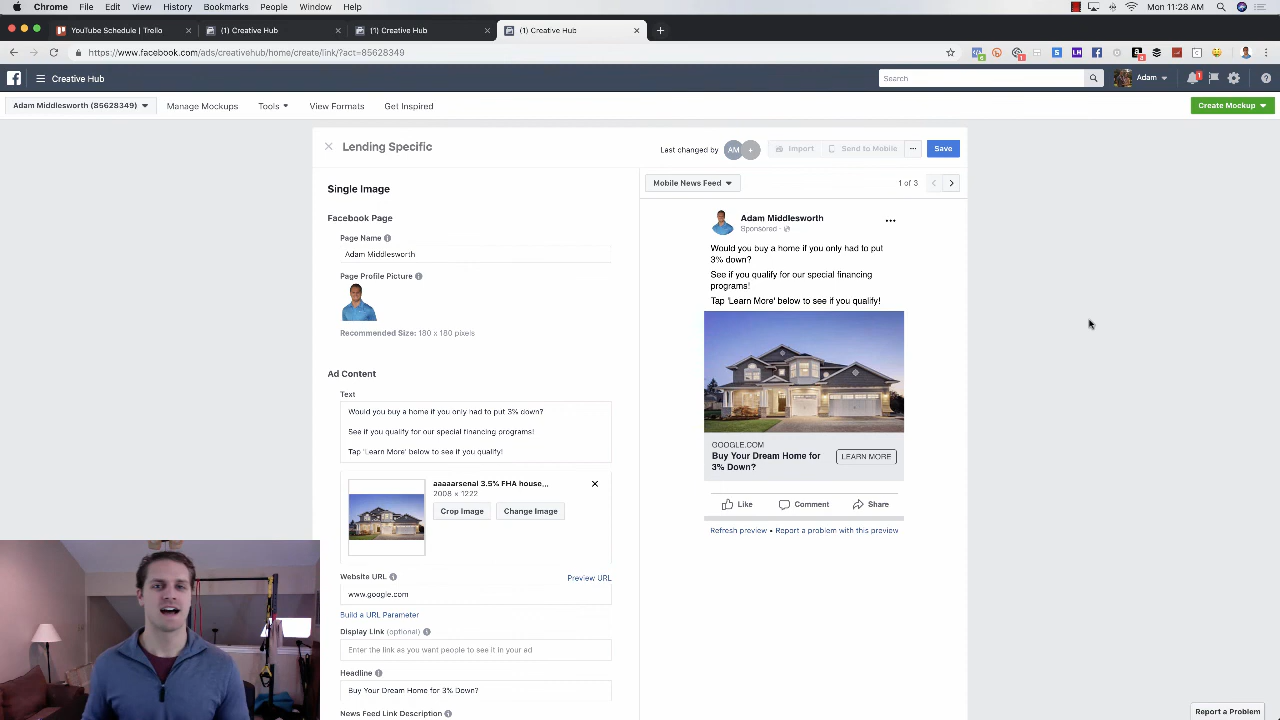 Chrome File Edit View History Bookmarks People Window Help
Mon 11:28 AM
YouTube Schedule | Trello
(1) Creative Hub
(1) Creative Hub
(1) Creative Hub
https://www.facebook.com/ads/creativehub/home/create/link/?act=85628349
Creative Hub
Search
Adam
Adam Middlesworth (85628349)
Manage Mockups
Tools
View Formats
Get Inspired
Create Mockup
Lending Specific
Last changed by
AM
+
Import
Send to Mobile
...
Save
Single Image
Facebook Page
Page Name
Adam Middlesworth
Page Profile Picture
Recommended Size: 180 x 180 pixels
Ad Content
Text
Would you buy a home if you only had to put 3% down?
See if you qualify for our special financing programs!
Tap 'Learn More' below to see if you qualify!
aaaaarsenal 3.5% FHA house...
2008 × 1222
Crop Image
Change Image
Website URL
Preview URL
www.google.com
Build a URL Parameter
Display Link (optional)
Enter the link as you want people to see it in your ad
Headline
Buy Your Dream Home for 3% Down?
News Feed Link Description
Mobile News Feed
1 of 3
Adam Middlesworth
Sponsored ·
Would you buy a home if you only had to put
3% down?
See if you qualify for our special financing
programs!
Tap 'Learn More' below to see if you qualify!
GOOGLE.COM
Buy Your Dream Home for
3% Down?
LEARN MORE
Like
Comment
Share
Refresh preview • Report a problem with this preview
Report a Problem